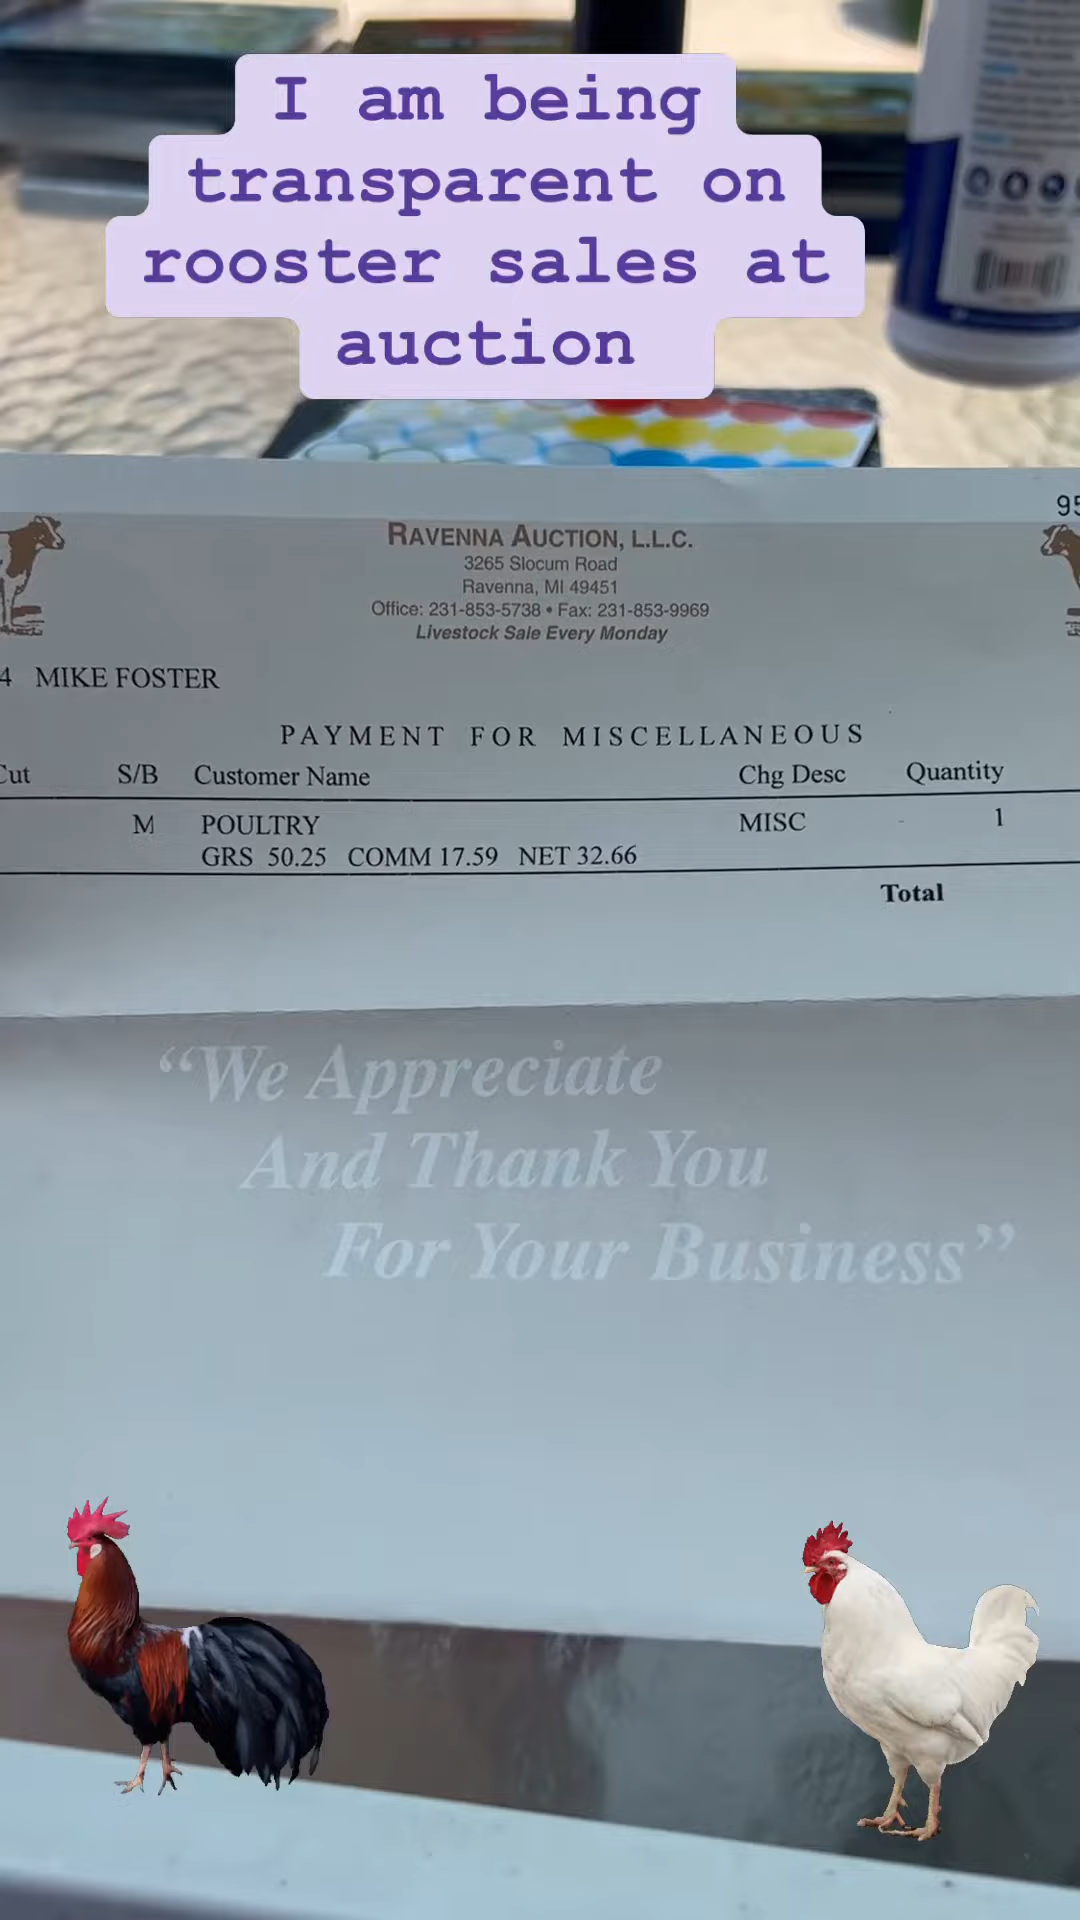 I am being
transparent on
rooster sales at
auction
95
RAVENNA AUCTION, L.L.C.
3265 Slocum Road
Ravenna, MI 49451
Office: 231-853-5738 • Fax: 231-853-9969
Livestock Sale Every Monday
4 MIKE FOSTER
PAYMENT FOR MISCELLANEOUS
Cut S/B Customer Name Chg Desc Quantity
M POULTRY MISC - 1
GRS 50.25 COMM 17.59 NET 32.66
Total
“We Appreciate
And Thank You
For Your Business”